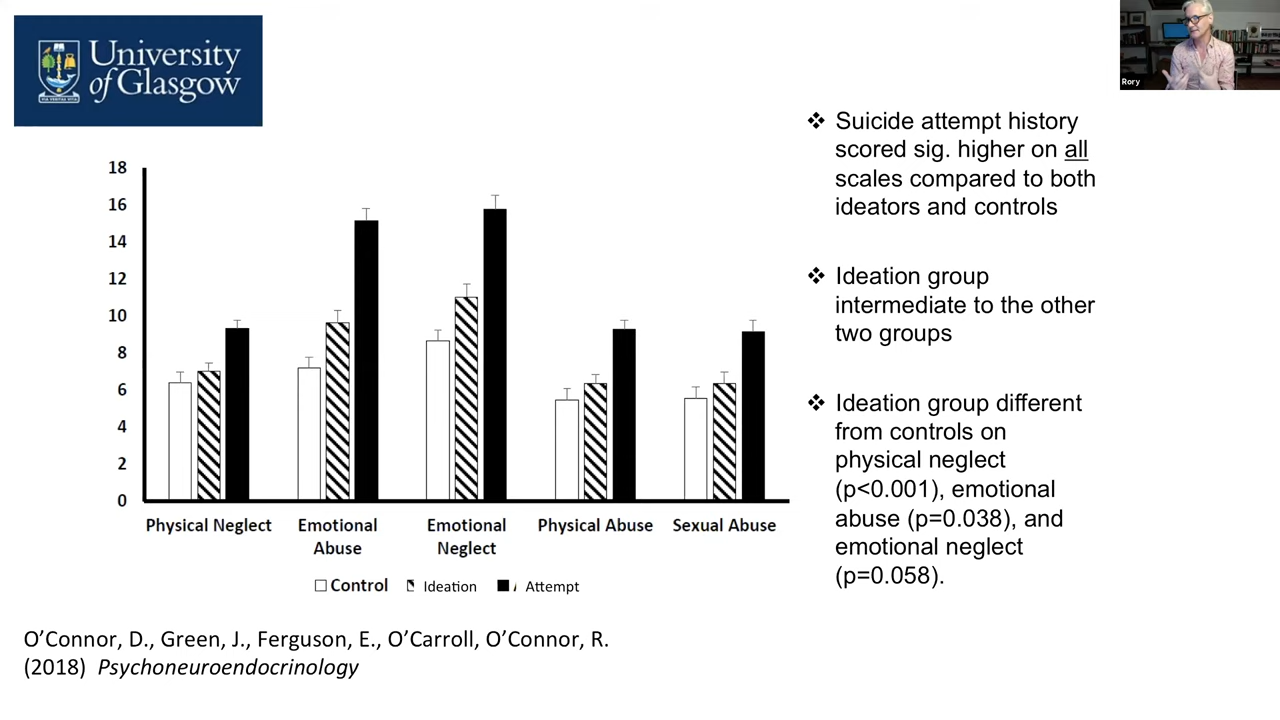 University
of Glasgow
VIA VERITAS VITA
Rory
❖ Suicide attempt history
scored sig. higher on all
scales compared to both
ideators and controls
❖ Ideation group
intermediate to the other
two groups
❖ Ideation group different
from controls on
physical neglect
(p<0.001), emotional
abuse (p=0.038), and
emotional neglect
(p=0.058).
18
16
14
12
10
8
6
4
2
0
Physical Neglect
Emotional
Abuse
Emotional
Neglect
Physical Abuse
Sexual Abuse
Control Ideation Attempt
O’Connor, D., Green, J., Ferguson, E., O’Carroll, O’Connor, R.
(2018) Psychoneuroendocrinology